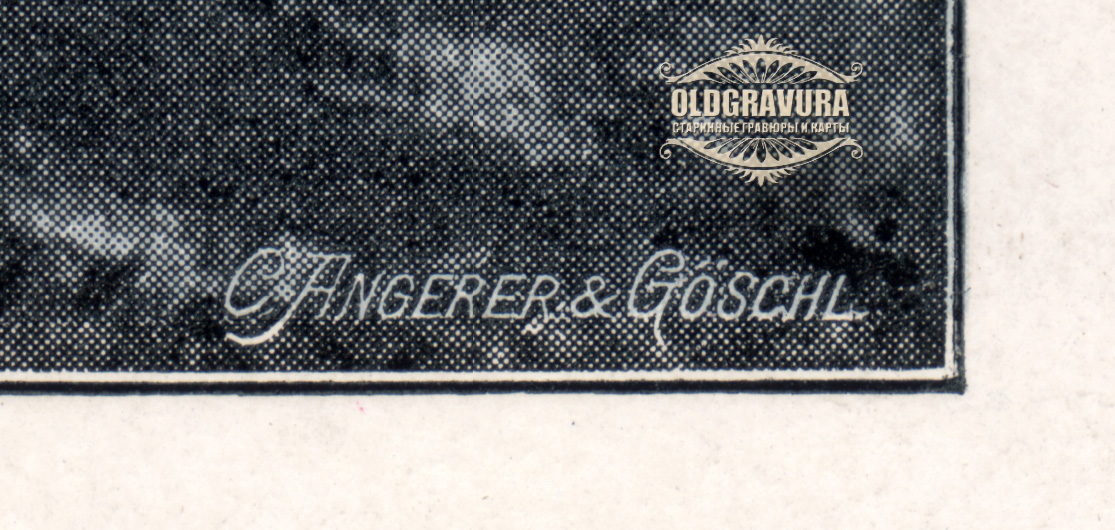 OLDGRAVURA
СТАРИННЫЕ ГРАВЮРЫ И КАРТЫ
C ANGERER & GÖSCHL